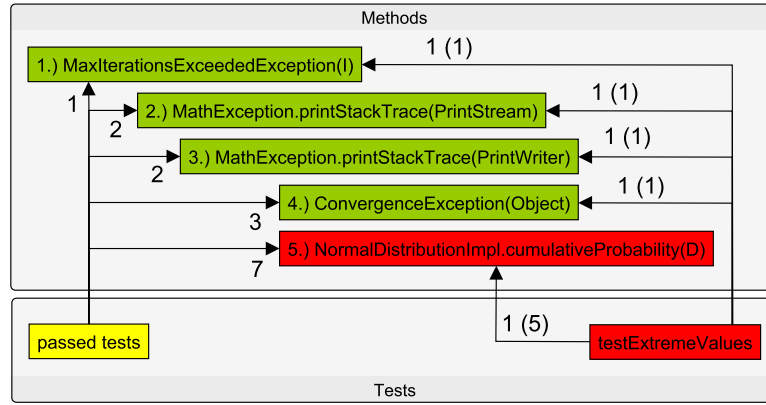 Methods
1.) MaxIterationsExceededException(I)
1 (1)
1
2.) MathException.printStackTrace(PrintStream)
1 (1)
2
3.) MathException.printStackTrace(PrintWriter)
1 (1)
2
4.) ConvergenceException(Object)
1 (1)
3
5.) NormalDistributionImpl.cumulativeProbability(D)
7
1 (5)
passed tests
testExtremeValues
Tests